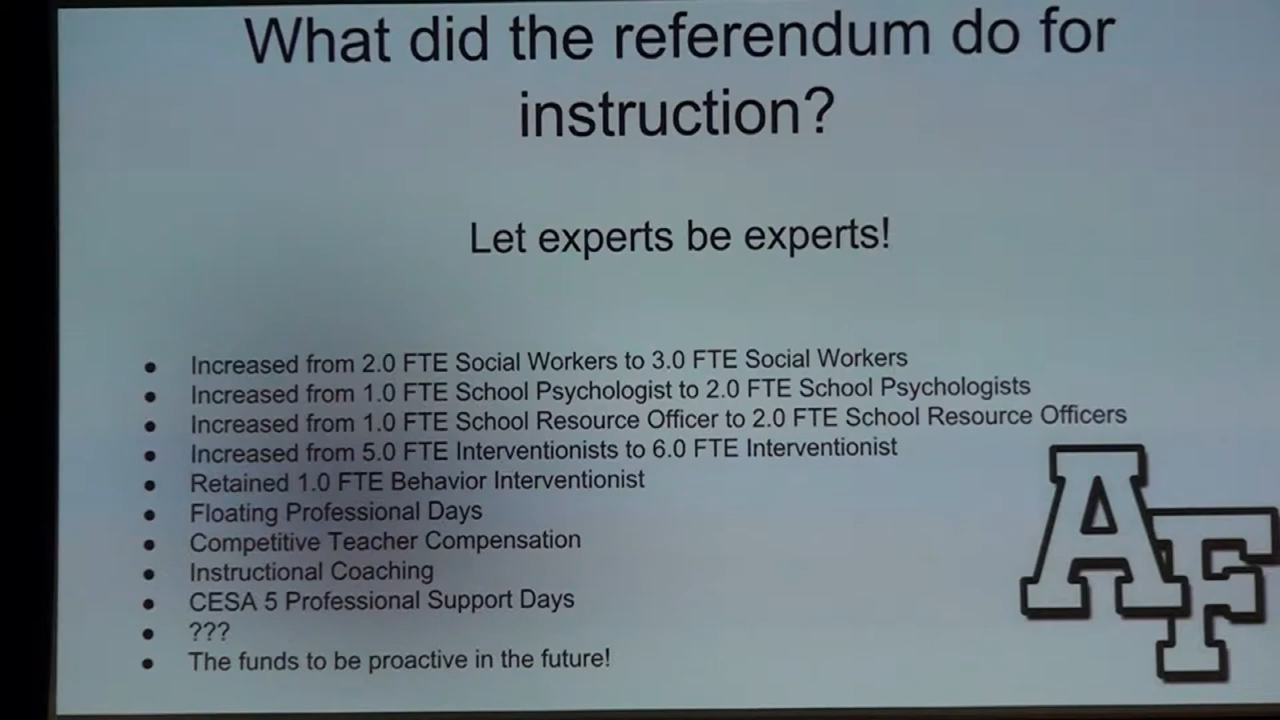 What did the referendum do for
instruction?
Let experts be experts!
● Increased from 2.0 FTE Social Workers to 3.0 FTE Social Workers
● Increased from 1.0 FTE School Psychologist to 2.0 FTE School Psychologists
● Increased from 1.0 FTE School Resource Officer to 2.0 FTE School Resource Officers
● Increased from 5.0 FTE Interventionists to 6.0 FTE Interventionist
● Retained 1.0 FTE Behavior Interventionist
● Floating Professional Days
● Competitive Teacher Compensation
● Instructional Coaching
● CESA 5 Professional Support Days
● ???
● The funds to be proactive in the future!
AF